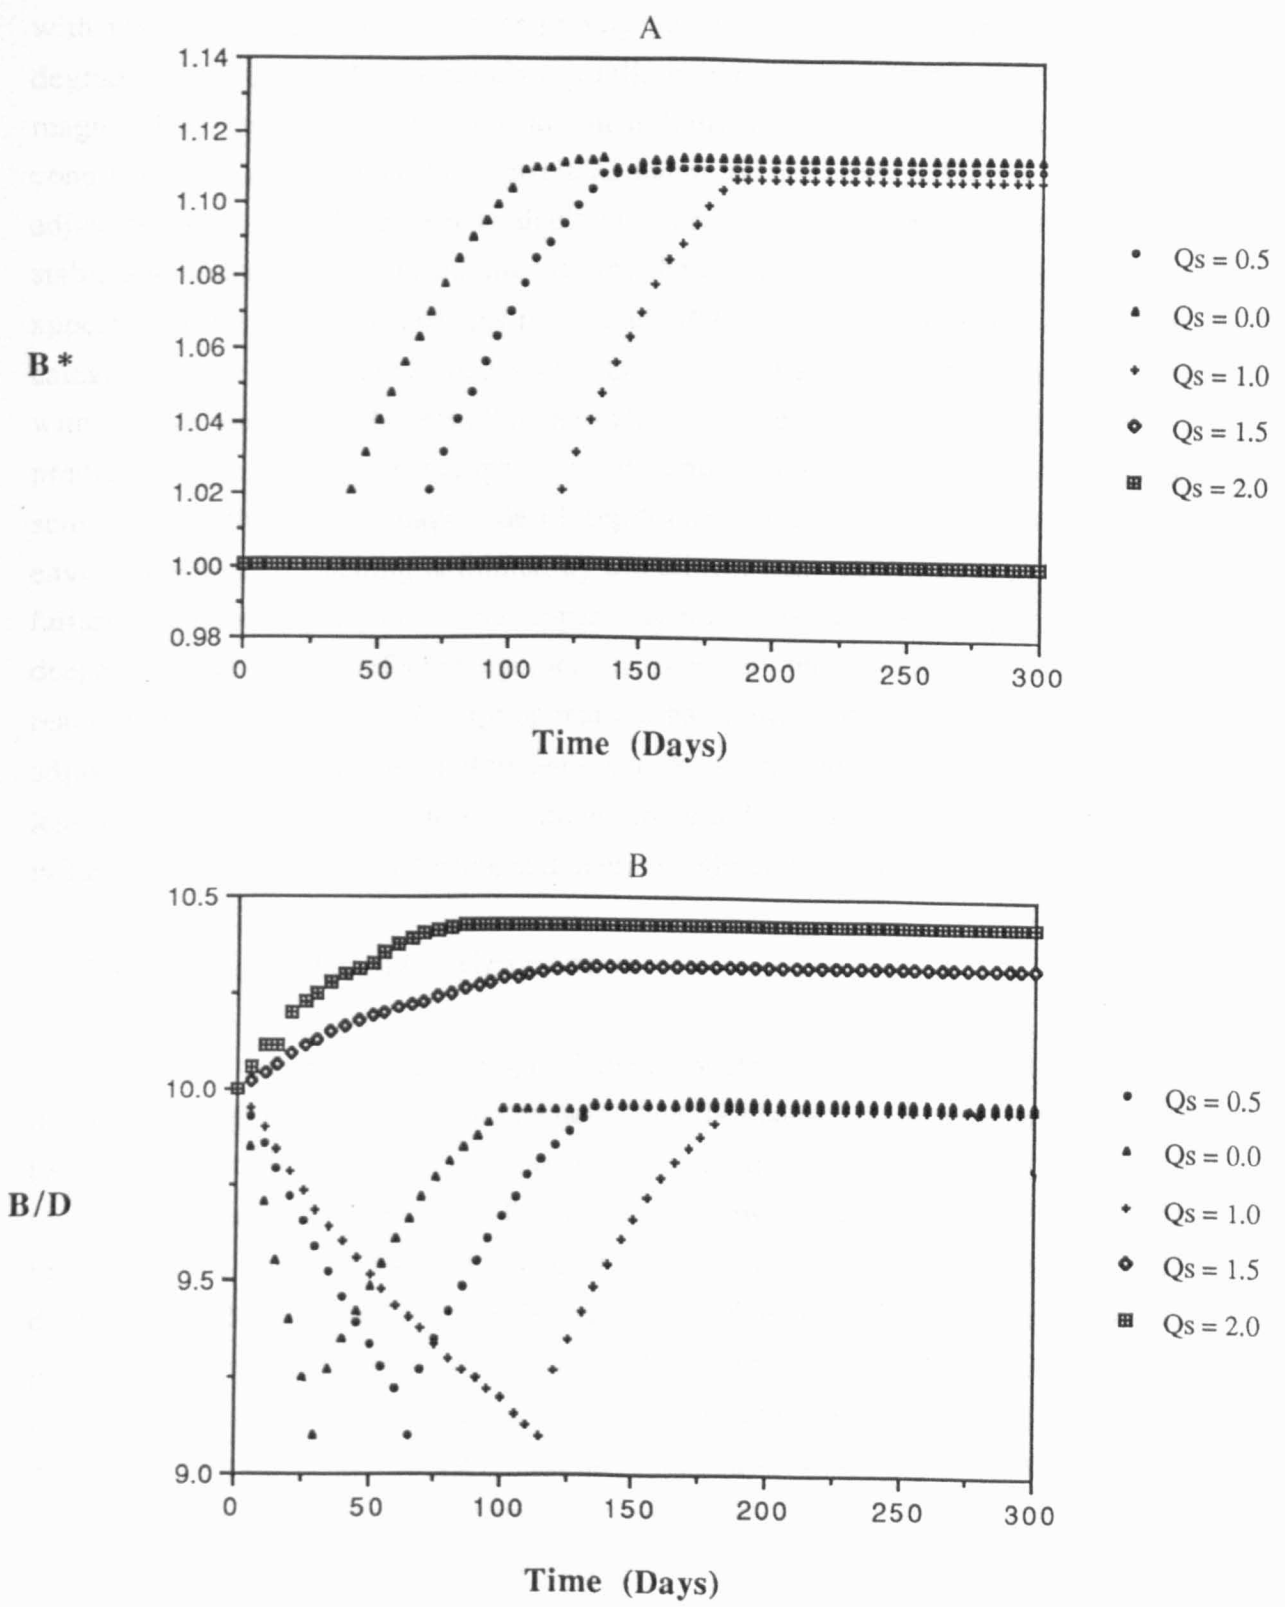 A
1.14
1.12
1.10
1.08
1.06
1.04
1.02
1.00
0.98
B*
0 50 100 150 200 250 300
Time (Days)
Qs = 0.5
Qs = 0.0
Qs = 1.0
Qs = 1.5
Qs = 2.0
B
10.5
10.0
9.5
9.0
B/D
0 50 100 150 200 250 300
Time (Days)
Qs = 0.5
Qs = 0.0
Qs = 1.0
Qs = 1.5
Qs = 2.0